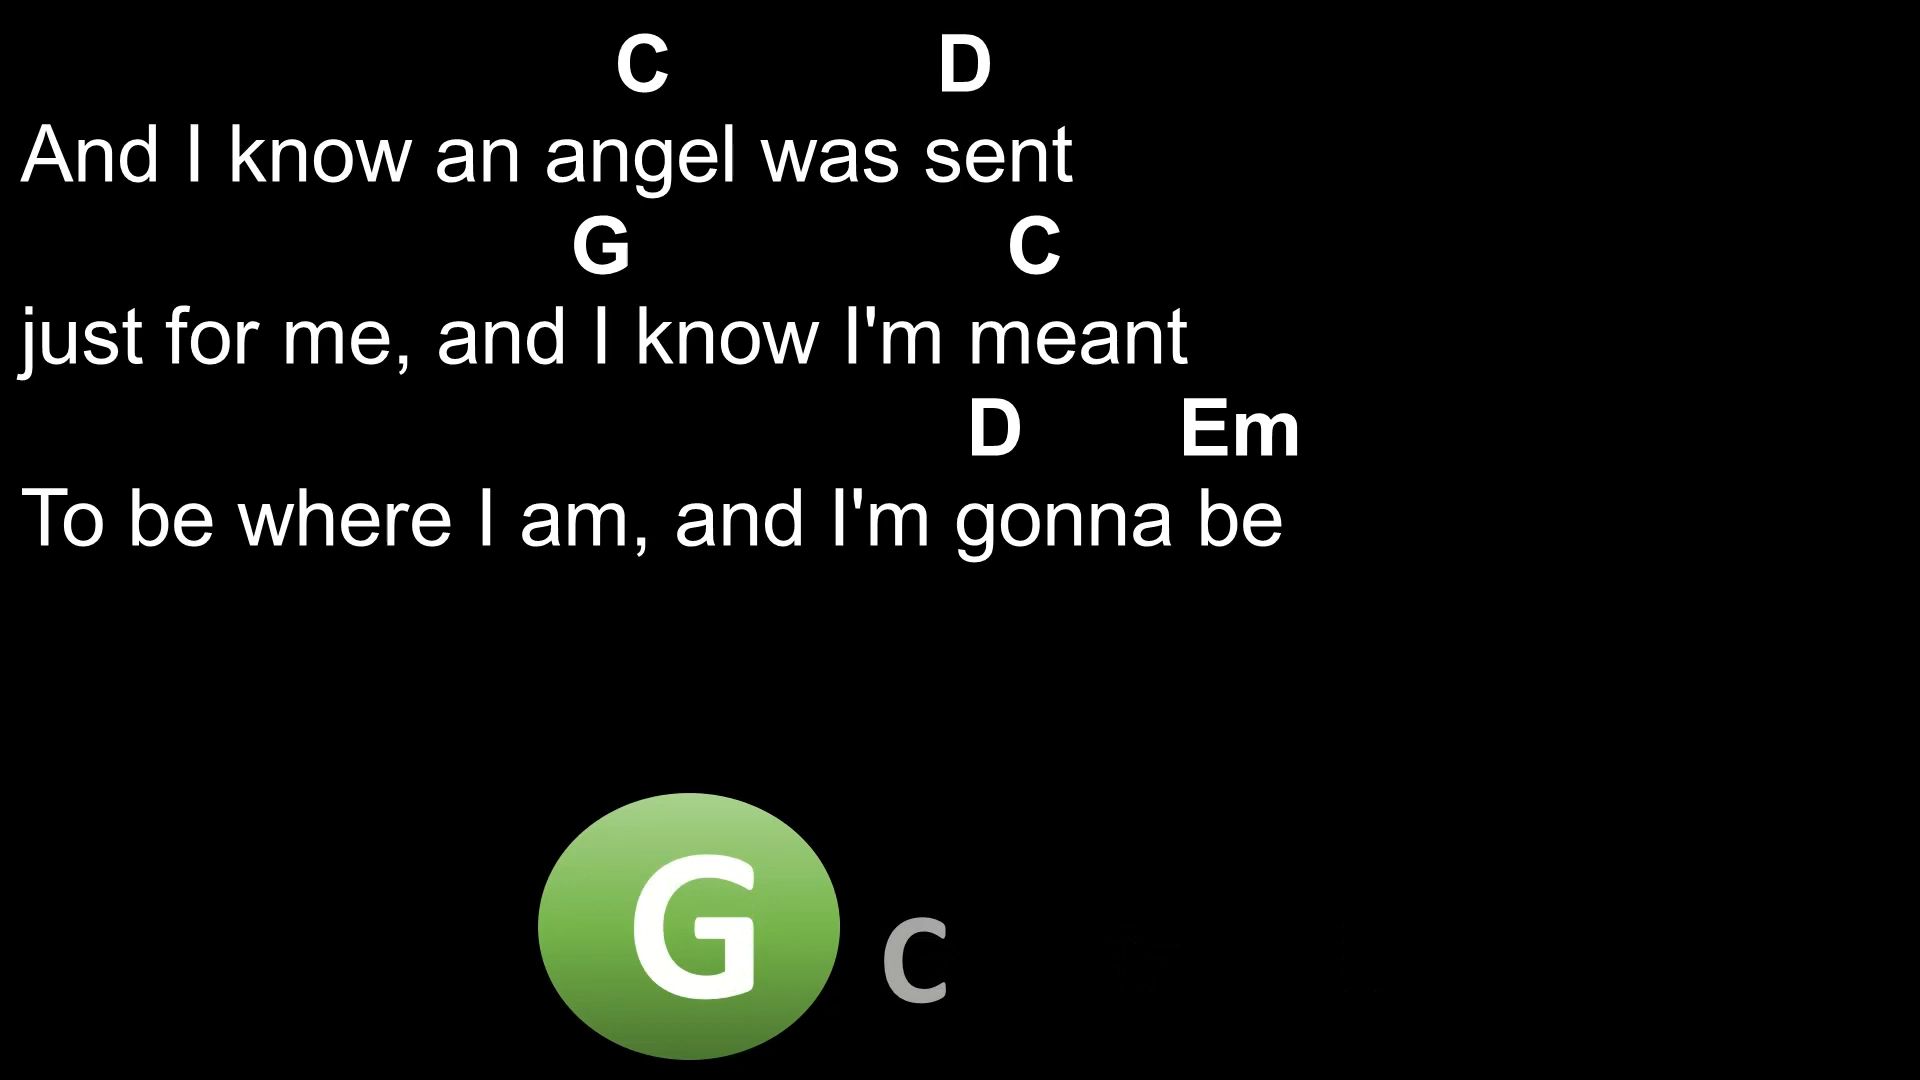 C D
And I know an angel was sent
G C
just for me, and I know I'm meant
D Em
To be where I am, and I'm gonna be
G C